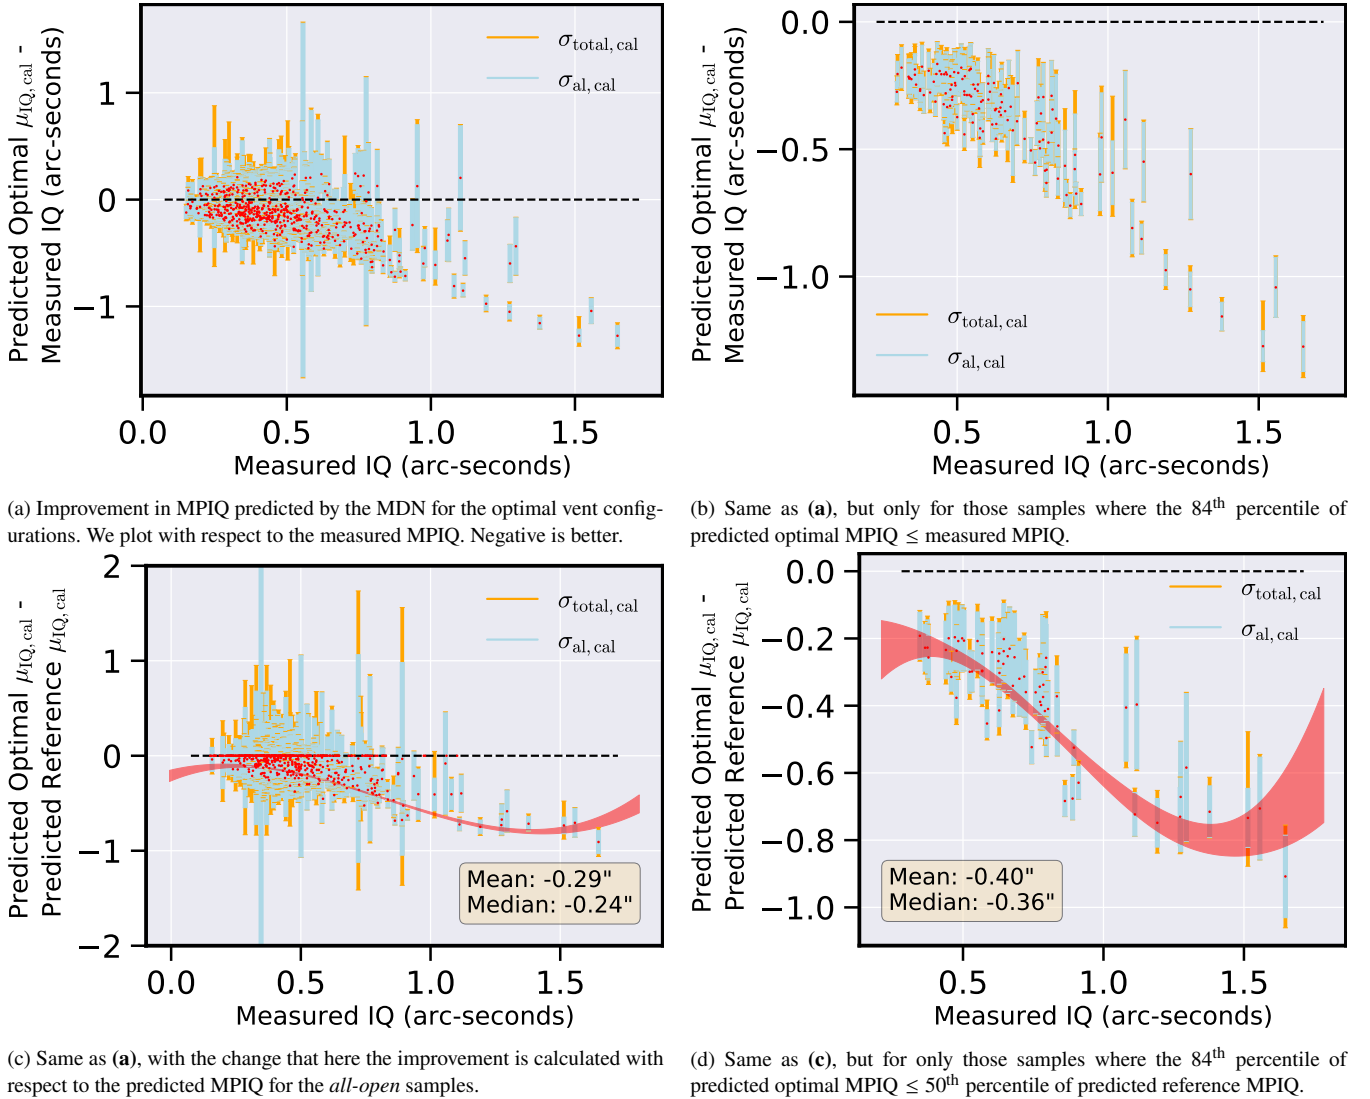 Predicted Optimal μIQ, cal -
Measured IQ (arc-seconds)
1
0
−1
σtotal, cal
σal, cal
0.0 0.5 1.0 1.5
Measured IQ (arc-seconds)
(a) Improvement in MPIQ predicted by the MDN for the optimal vent config-
urations. We plot with respect to the measured MPIQ. Negative is better.
Predicted Optimal μIQ, cal -
Measured IQ (arc-seconds)
0.0
−0.5
−1.0
σtotal, cal
σal, cal
0.5 1.0 1.5
Measured IQ (arc-seconds)
(b) Same as (a), but only for those samples where the 84th percentile of
predicted optimal MPIQ ≤ measured MPIQ.
Predicted Optimal μIQ, cal -
Predicted Reference μIQ, cal
2
1
0
−1
−2
σtotal, cal
σal, cal
Mean: -0.29"
Median: -0.24"
0.0 0.5 1.0 1.5
Measured IQ (arc-seconds)
(c) Same as (a), with the change that here the improvement is calculated with
respect to the predicted MPIQ for the all-open samples.
Predicted Optimal μIQ, cal -
Predicted Reference μIQ, cal
0.0
−0.2
−0.4
−0.6
−0.8
−1.0
σtotal, cal
σal, cal
Mean: -0.40"
Median: -0.36"
0.5 1.0 1.5
Measured IQ (arc-seconds)
(d) Same as (c), but for only those samples where the 84th percentile of
predicted optimal MPIQ ≤ 50th percentile of predicted reference MPIQ.